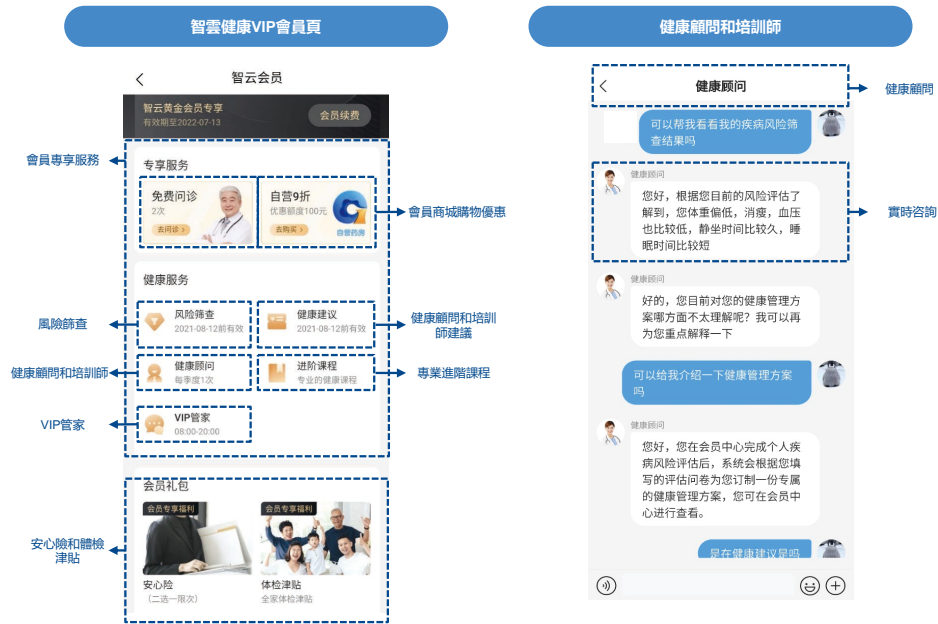 智雲健康VIP會員頁
智云会员
智云黄金会员专享
有效期至2022-07-13
会员续费
會員專享服務
专享服务
免费问诊
2次
去问诊 >
自营9折
优惠额度100元
去购买 >
自营药房
會員商城購物優惠
健康服务
風險篩查
风险筛查
2021-08-12前有效
健康建议
2021-08-12前有效
健康顧問和培訓
師建議
健康顧問和培訓師
健康顾问
每季度1次
进阶课程
专业的健康课程
專業進階課程
VIP管家
VIP管家
08:00-20:00
会员礼包
会员专享福利
会员专享福利
安心險和體檢
津貼
安心险
（二选一限次）
体检津贴
全家体检津贴
健康顧問和培訓師
健康顾问
健康顧問
可以帮我看看我的疾病风险筛
查结果吗
健康顾问
您好，根据您目前的风险评估了
解到，您体重偏低，消瘦，血压
也比较低，静坐时间比较久，睡
眠时间比较短
實時咨詢
健康顾问
好的，您目前对您的健康管理方
案哪方面不太理解呢？我可以再
为您重点解释一下
可以给我介绍一下健康管理方案
吗
健康顾问
您好，您在会员中心完成个人疾
病风险评估后，系统会根据您填
写的评估问卷为您订制一份专属
的健康管理方案，您可在会员中
心进行查看。
是在健康建议是吗